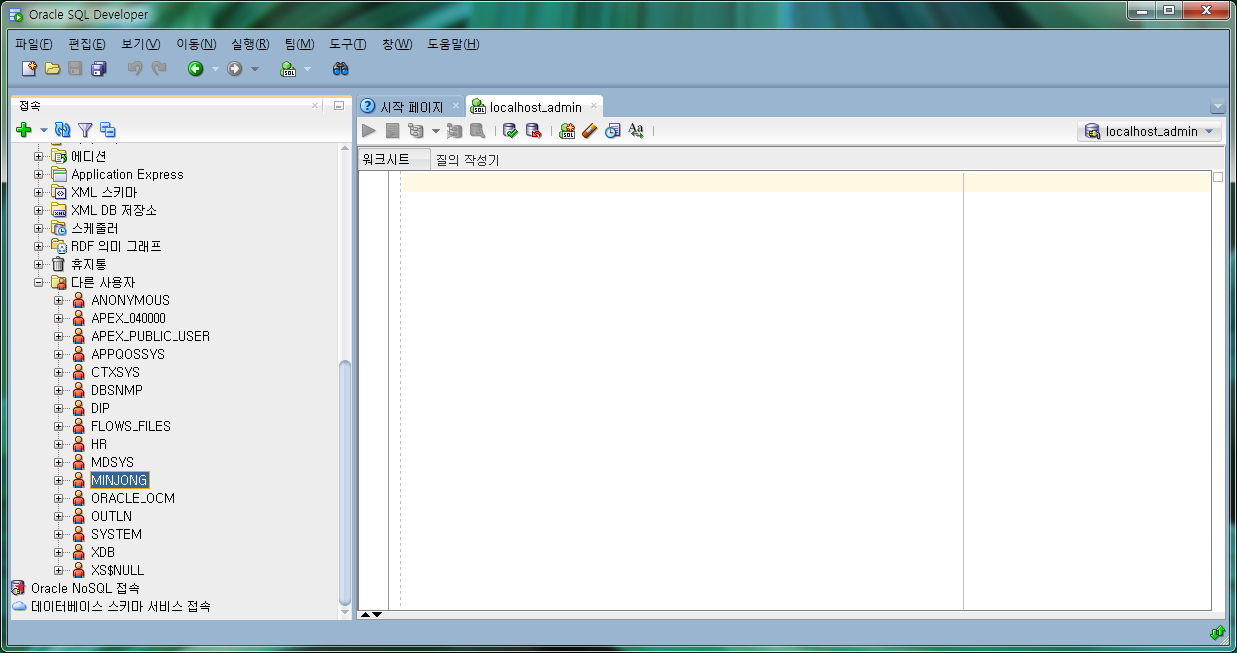 Oracle SQL Developer
파일(F) 편집(E) 보기(V) 이동(N) 실행(R) 팀(M) 도구(T) 창(W) 도움말(H)
접속
시작 페이지
localhost_admin
localhost_admin
워크시트
질의 작성기
에디션
Application Express
XML 스키마
XML DB 저장소
스케줄러
RDF 의미 그래프
휴지통
다른 사용자
ANONYMOUS
APEX_040000
APEX_PUBLIC_USER
APPQOSSYS
CTXSYS
DBSNMP
DIP
FLOWS_FILES
HR
MDSYS
MINJONG
ORACLE_OCM
OUTLN
SYSTEM
XDB
XS$NULL
Oracle NoSQL 접속
데이터베이스 스키마 서비스 접속